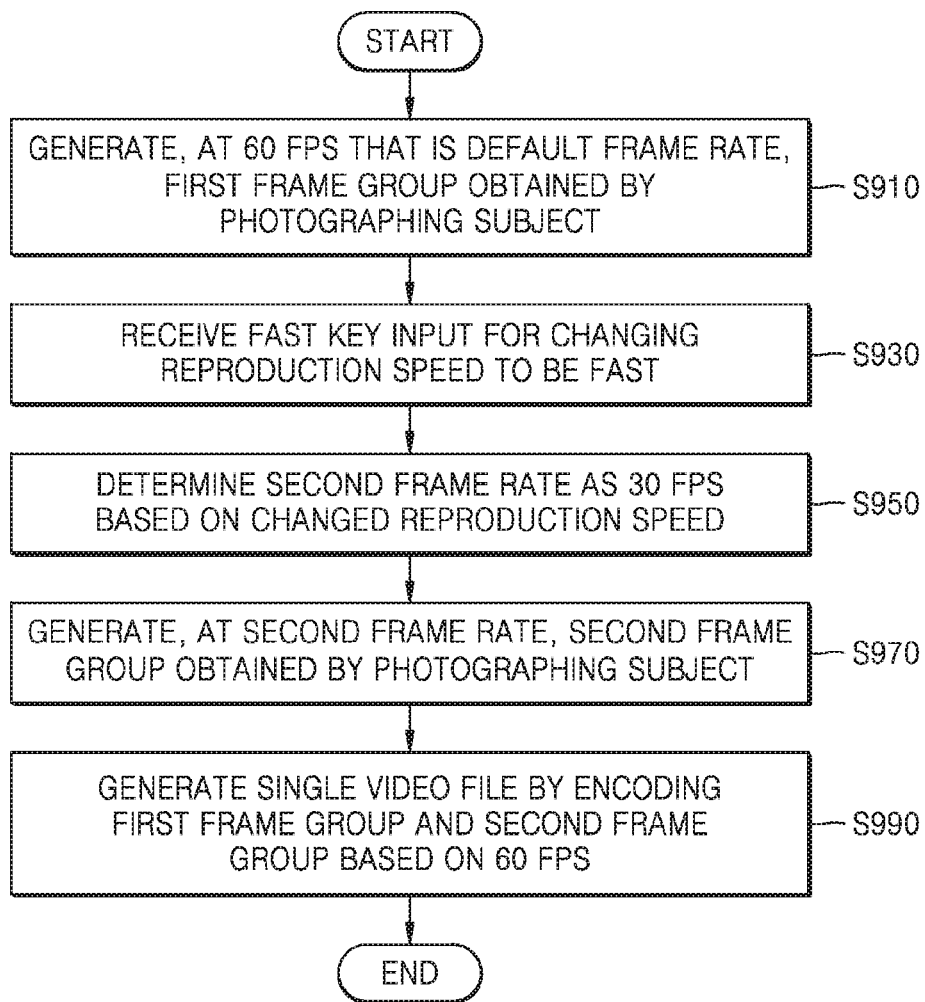 START
GENERATE, AT 60 FPS THAT IS DEFAULT FRAME RATE,
FIRST FRAME GROUP OBTAINED BY
PHOTOGRAPHING SUBJECT
S910
RECEIVE FAST KEY INPUT FOR CHANGING
REPRODUCTION SPEED TO BE FAST
S930
DETERMINE SECOND FRAME RATE AS 30 FPS
BASED ON CHANGED REPRODUCTION SPEED
S950
GENERATE, AT SECOND FRAME RATE, SECOND FRAME
GROUP OBTAINED BY PHOTOGRAPHING SUBJECT
S970
GENERATE SINGLE VIDEO FILE BY ENCODING
FIRST FRAME GROUP AND SECOND FRAME
GROUP BASED ON 60 FPS
S990
END